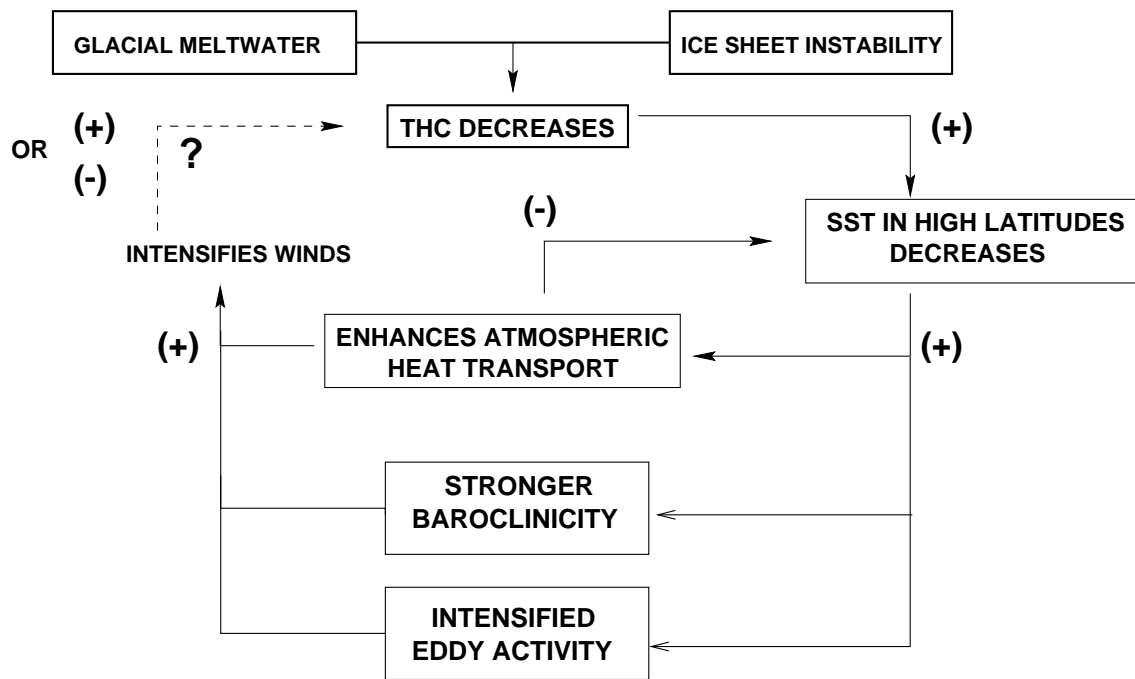 GLACIAL MELTWATER
ICE SHEET INSTABILITY
THC DECREASES
(+)
OR
(+)
(-)
?
(-)
SST IN HIGH LATITUDES
DECREASES
INTENSIFIES WINDS
(+)
ENHANCES ATMOSPHERIC
HEAT TRANSPORT
(+)
STRONGER
BAROCLINICITY
INTENSIFIED
EDDY ACTIVITY